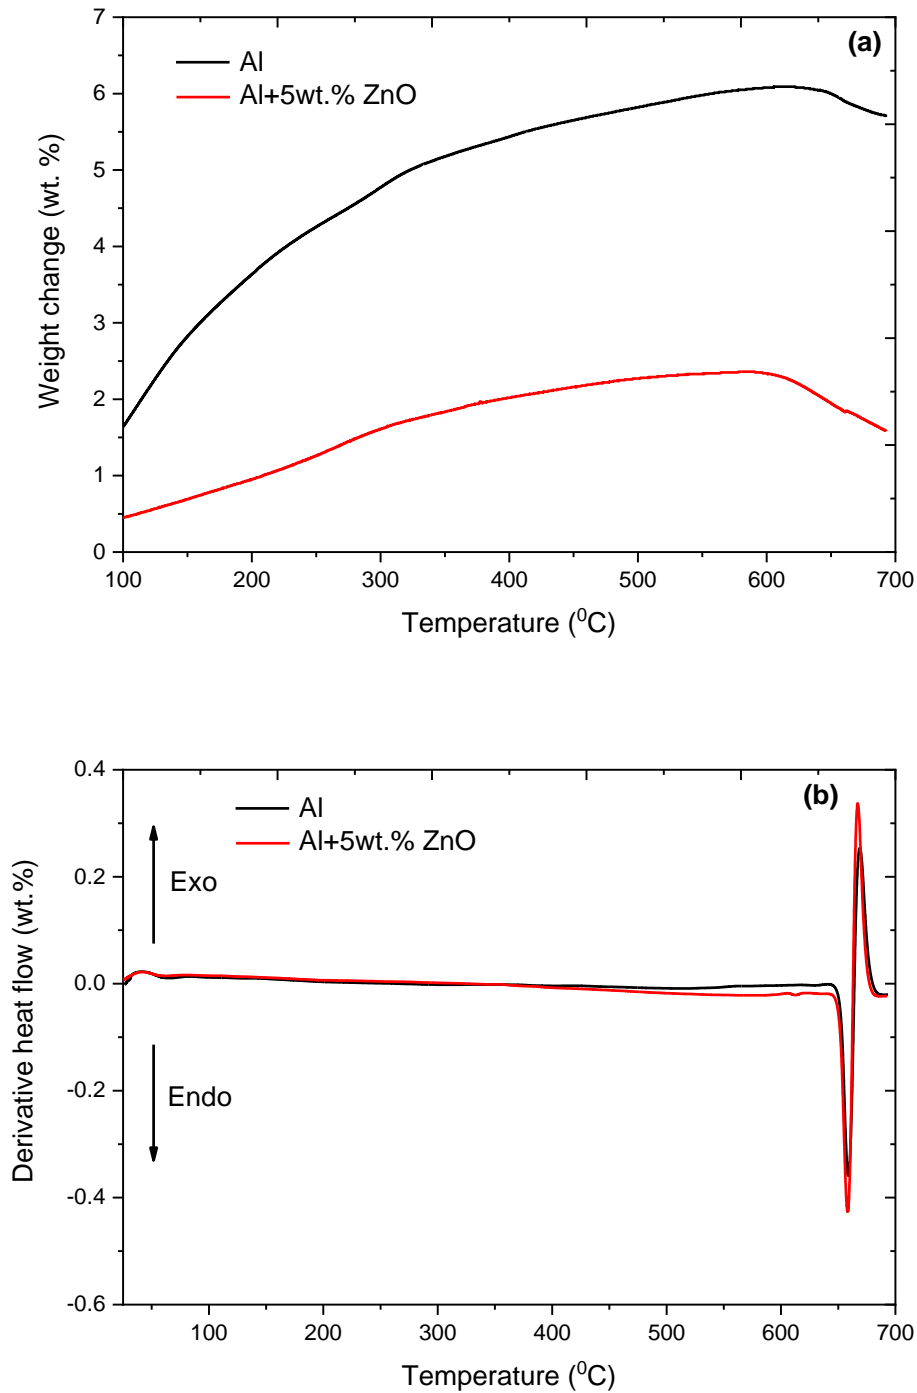 (a)
Al
Al+5wt.% ZnO
Weight change (wt. %)
7
6
5
4
3
2
1
0
100 200 300 400 500 600 700
Temperature (⁰C)
(b)
Al
Al+5wt.% ZnO
Exo
Endo
Derivative heat flow (wt.%)
0.4
0.2
0.0
-0.2
-0.4
-0.6
100 200 300 400 500 600 700
Temperature (⁰C)